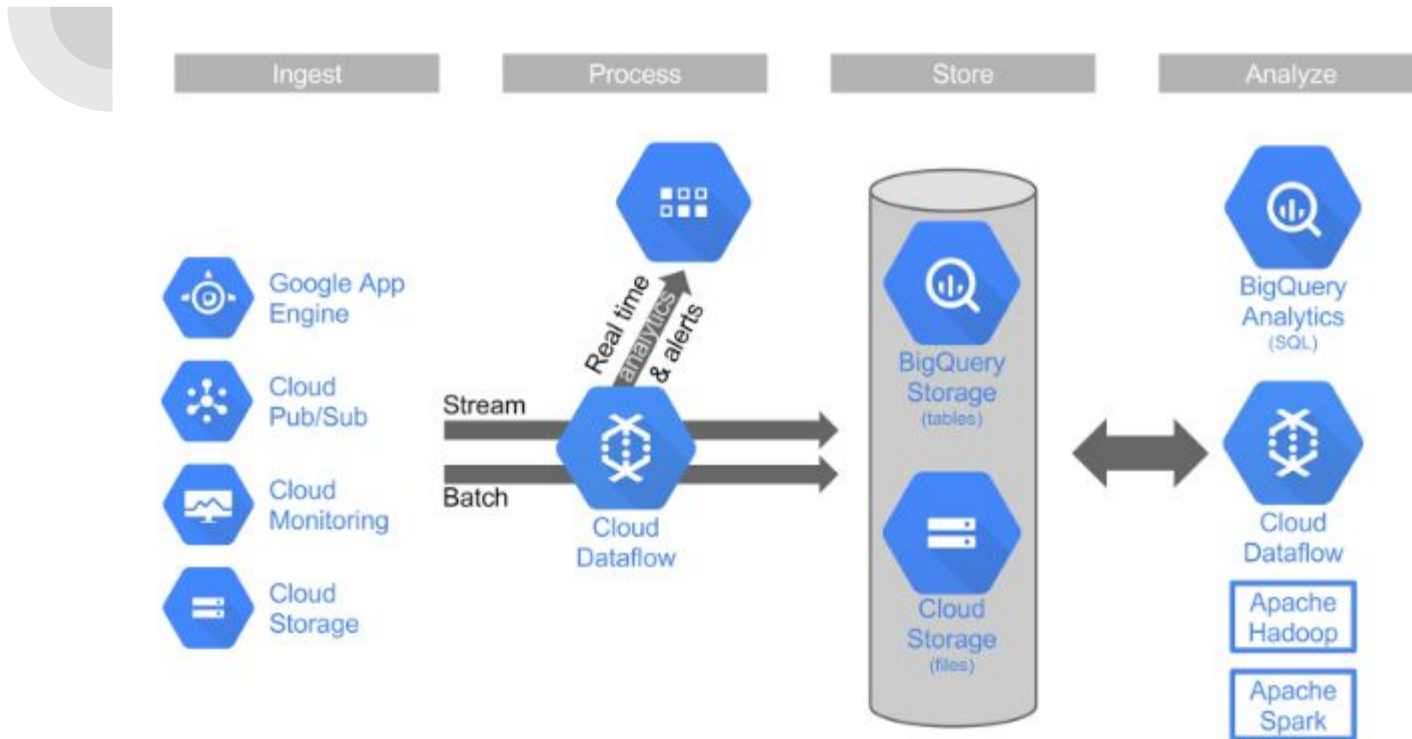 Ingest
Process
Store
Analyze
Google App
Engine
Cloud
Pub/Sub
Cloud
Monitoring
Cloud
Storage
Stream
Batch
Real time
analytics
& alerts
Cloud
Dataflow
BigQuery
Storage
(tables)
Cloud
Storage
(files)
BigQuery
Analytics
(SQL)
Cloud
Dataflow
Apache
Hadoop
Apache
Spark